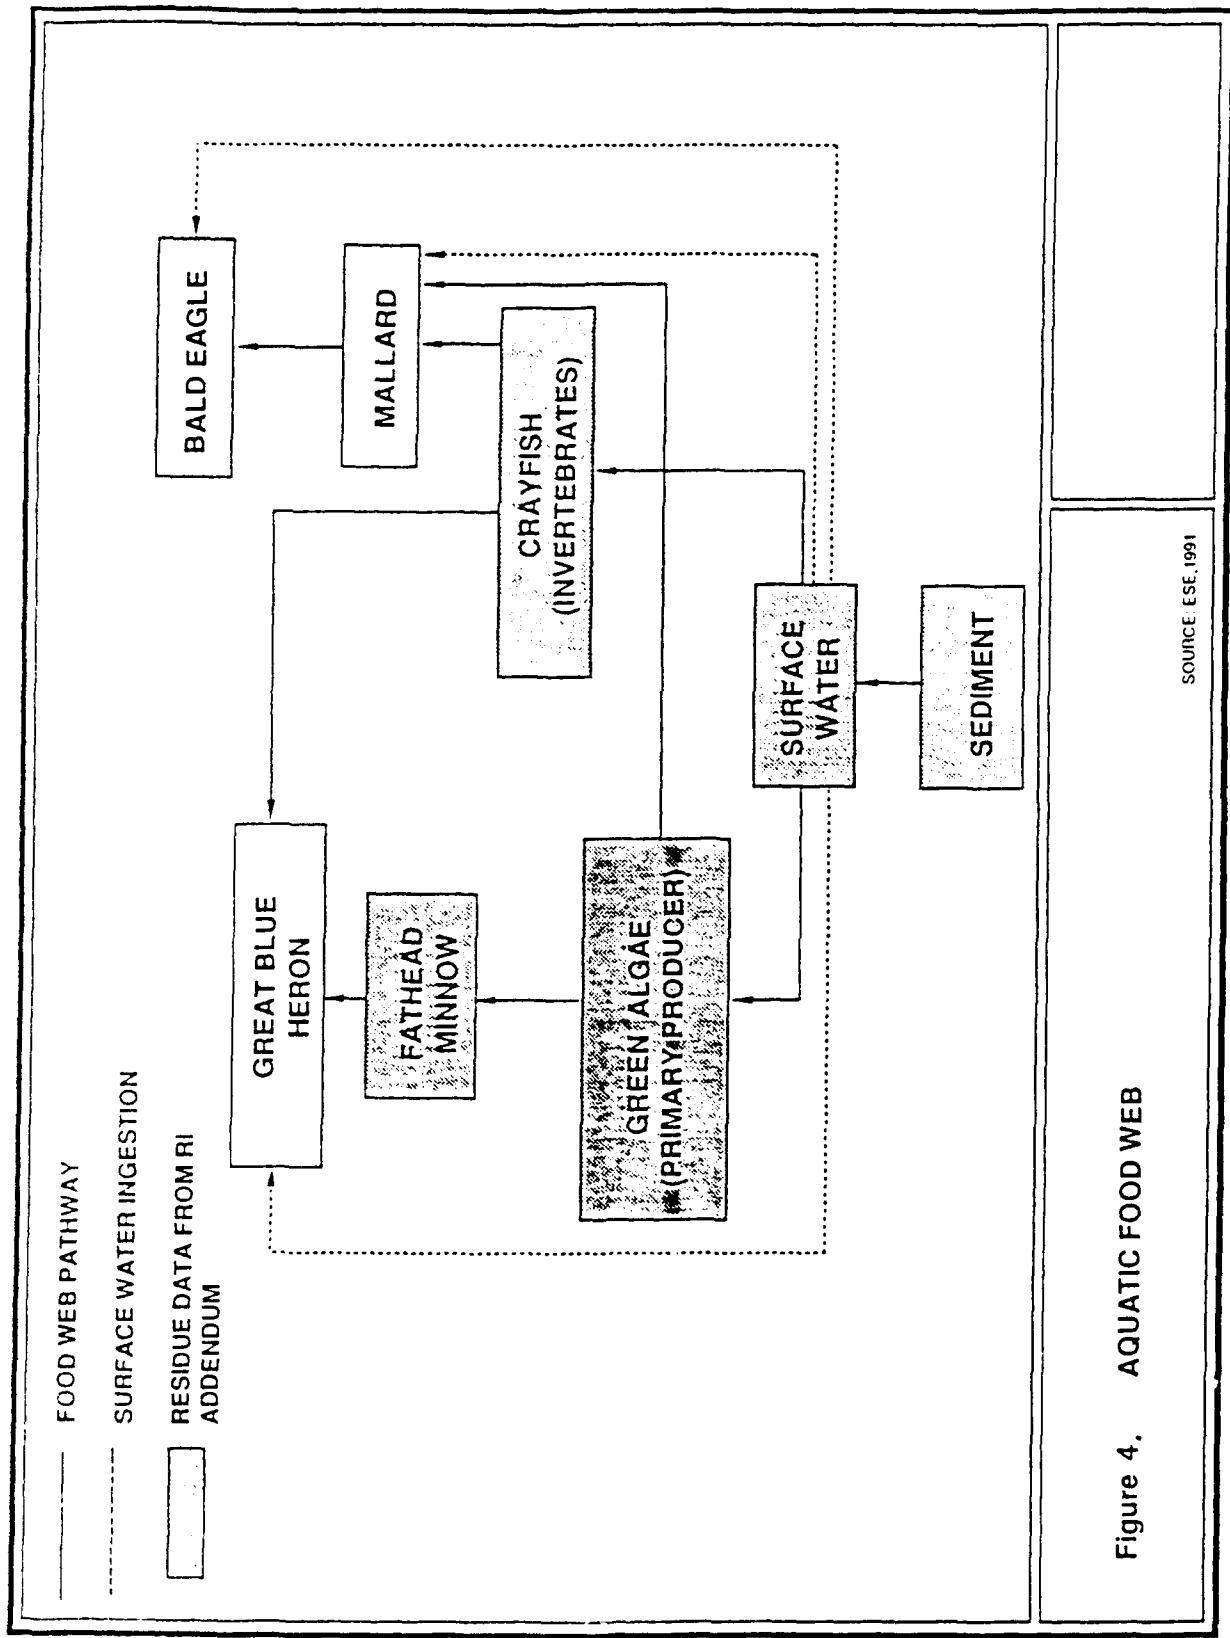 FOOD WEB PATHWAY
SURFACE WATER INGESTION
RESIDUE DATA FROM RI
ADDENDUM
BALD EAGLE
GREAT BLUE
HERON
MALLARD
FATHEAD
MINNOW
CRAYFISH
(INVERTEBRATES)
GREEN ALGAE
(PRIMARY PRODUCER)
SURFACE
WATER
SEDIMENT
SOURCE: ESE, 1991
Figure 4. AQUATIC FOOD WEB